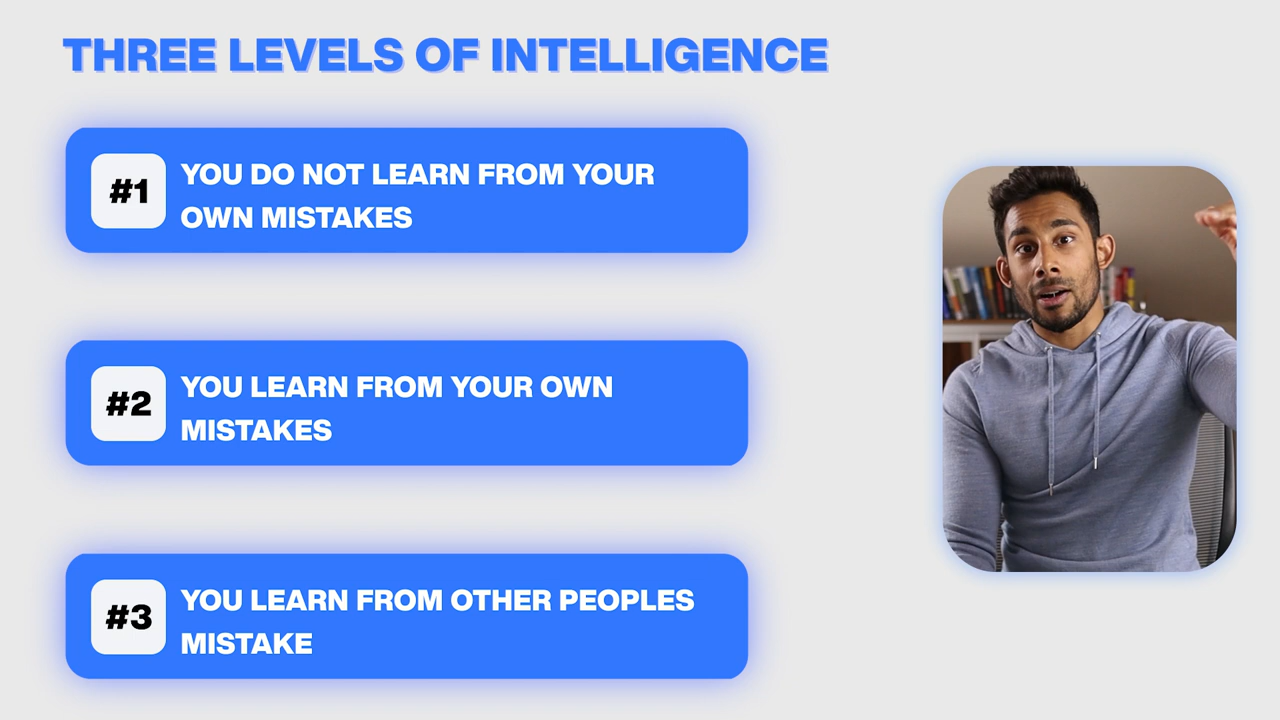 THREE LEVELS OF INTELLIGENCE
#1
YOU DO NOT LEARN FROM YOUR
OWN MISTAKES
#2
YOU LEARN FROM YOUR OWN
MISTAKES
#3
YOU LEARN FROM OTHER PEOPLES
MISTAKE